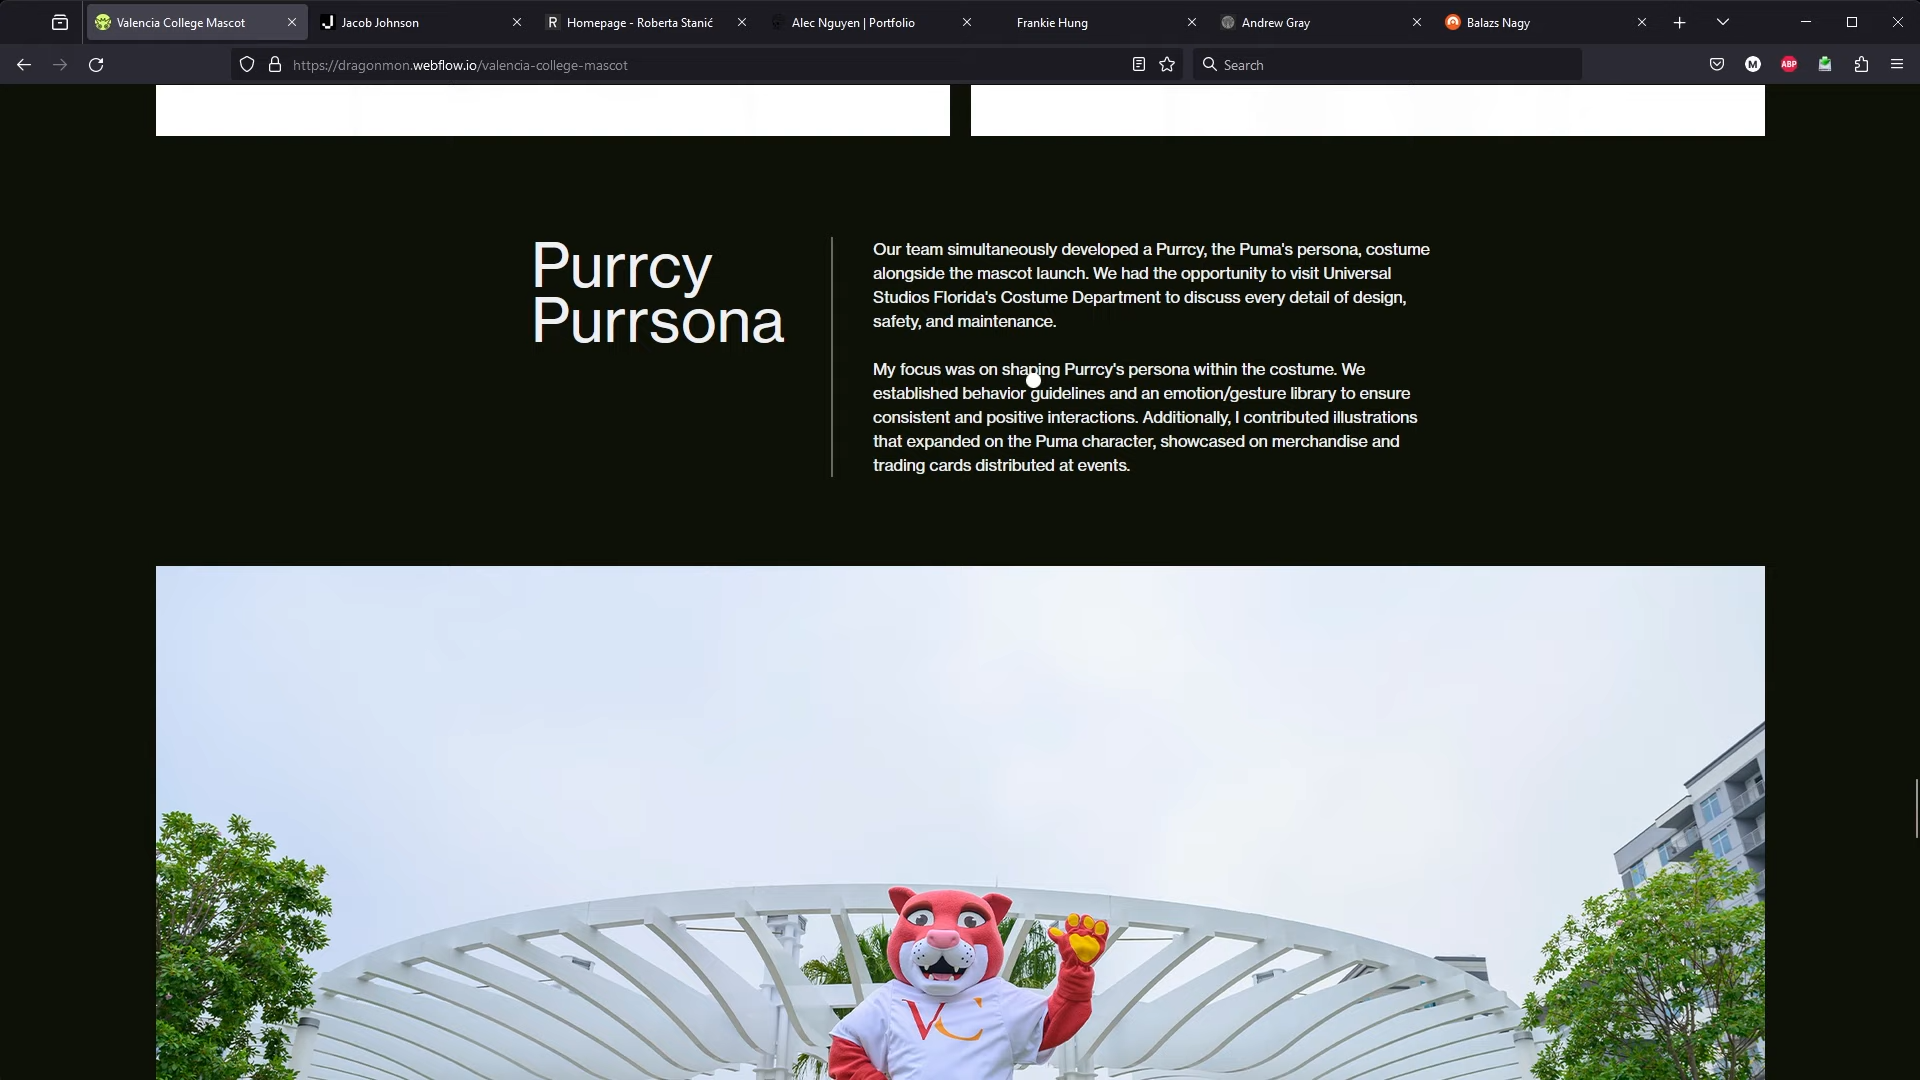 Valencia College Mascot
Jacob Johnson
R Homepage - Roberta Stanić
Alec Nguyen | Portfolio
Frankie Hung
Andrew Gray
Balazs Nagy
https://dragonmon.webflow.io/valencia-college-mascot
Search
M
ABP
Purrcy
Purrsona
Our team simultaneously developed a Purrcy, the Puma's persona, costume
alongside the mascot launch. We had the opportunity to visit Universal
Studios Florida's Costume Department to discuss every detail of design,
safety, and maintenance.
My focus was on shaping Purrcy's persona within the costume. We
established behavior guidelines and an emotion/gesture library to ensure
consistent and positive interactions. Additionally, I contributed illustrations
that expanded on the Puma character, showcased on merchandise and
trading cards distributed at events.
VC